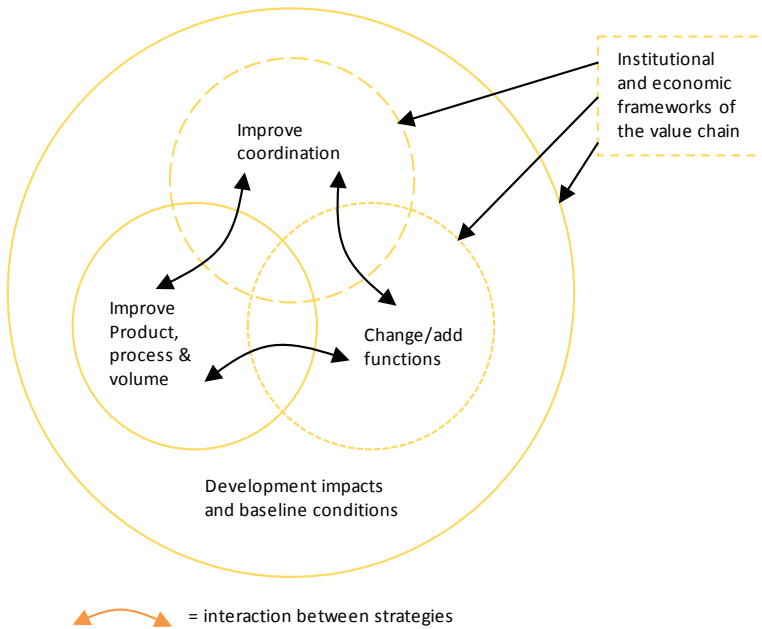 Institutional
and economic
frameworks of
the value chain
Improve
coordination
Improve
Product,
process &
volume
Change/add
functions
Development impacts
and baseline conditions
= interaction between strategies